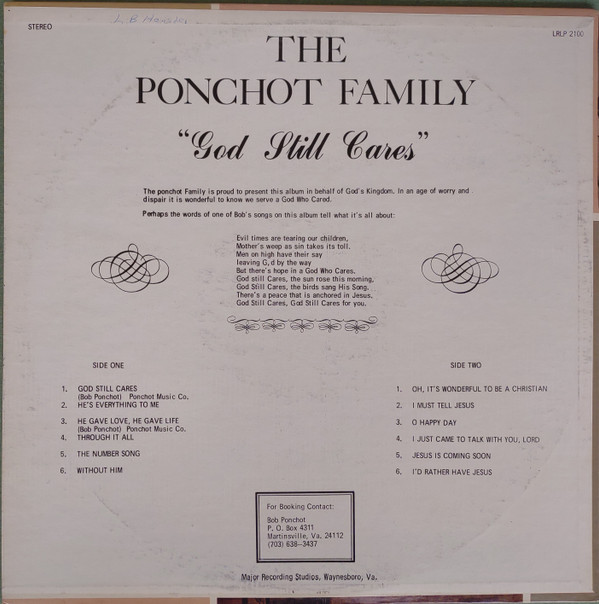 STEREO
L B
LRLP 2100
THE
PONCHOT FAMILY
“God Still Cares”
The ponchot Family is proud to present this album in behalf of God's Kingdom. In an age of worry and
dispair it is wonderful to know we serve a God Who Cared.
Perhaps the words of one of Bob's songs on this album tell what it's all about:
Evil times are tearing our children,
Mother's weep as sin takes its toll.
Men on high have their say
leaving G,d by the way
But there's hope in a God Who Cares.
God still Cares, the sun rose this morning,
God Still Cares, the birds sang His Song.
There's a peace that is anchored in Jesus.
God Still Cares, God Still Cares for you.
SIDE ONE
1. GOD STILL CARES
(Bob Ponchot) Ponchot Music Co.
2. HE'S EVERYTHING TO ME
3. HE GAVE LOVE, HE GAVE LIFE
(Bob Ponchot) Ponchot Music Co.
4. THROUGH IT ALL
5. THE NUMBER SONG
6. WITHOUT HIM
SIDE TWO
1. OH, IT'S WONDERFUL TO BE A CHRISTIAN
2. I MUST TELL JESUS
3. O HAPPY DAY
4. I JUST CAME TO TALK WITH YOU, LORD
5. JESUS IS COMING SOON
6. I'D RATHER HAVE JESUS
For Booking Contact:
Bob Ponchot
P. O. Box 4311
Martinsville, Va. 24112
(703) 638-3437
Major Recording Studios, Waynesboro, Va.